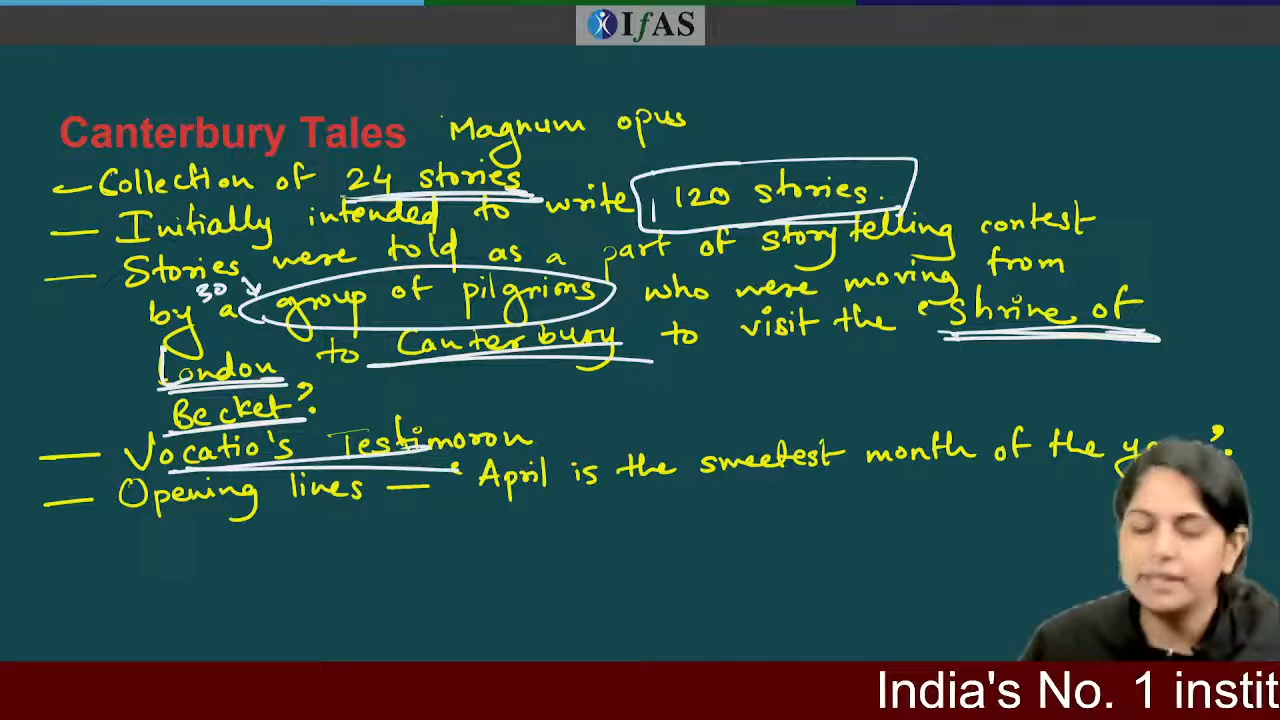 IfAS
Canterbury Tales Magnum opus
Collection of 24 stories
Initially intended to write 120 stories.
Stories were told as a part of storytelling contest
by a 30 group of pilgrims who were moving from
London to Canterbury to visit the shrine of
Becket.
Vocatio's Testimoron
Opening lines — "April is the sweetest month of the
India's No. 1 instit